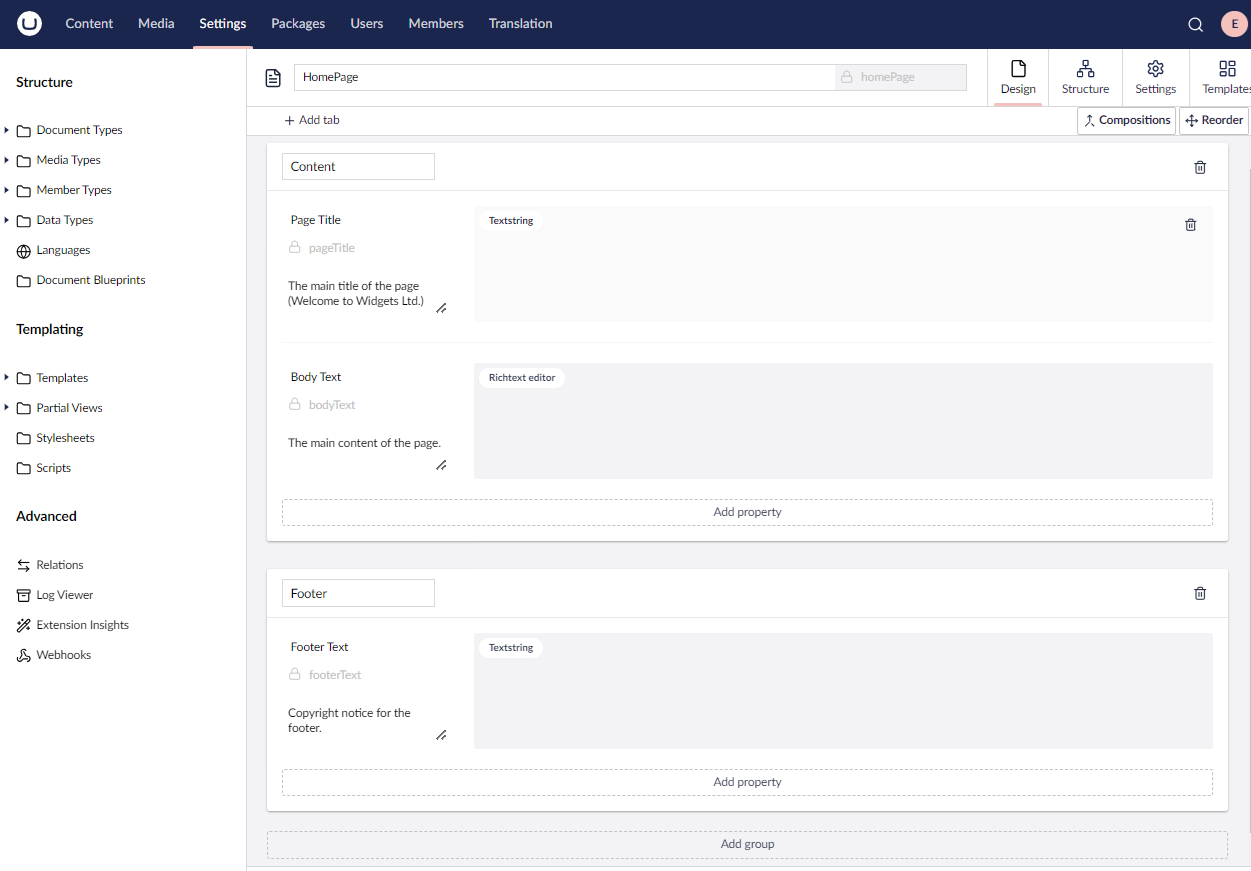 Content Media Settings Packages Users Members Translation E
Structure
Document Types
Media Types
Member Types
Data Types
Languages
Document Blueprints
Templating
Templates
Partial Views
Stylesheets
Scripts
Advanced
Relations
Log Viewer
Extension Insights
Webhooks
HomePage homePage
Design Structure Settings Templates
Add tab
Compositions Reorder
Content
Page Title Textstring
pageTitle
The main title of the page
(Welcome to Widgets Ltd.)
Body Text Richtext editor
bodyText
The main content of the page.
Add property
Footer
Footer Text Textstring
footerText
Copyright notice for the
footer.
Add property
Add group